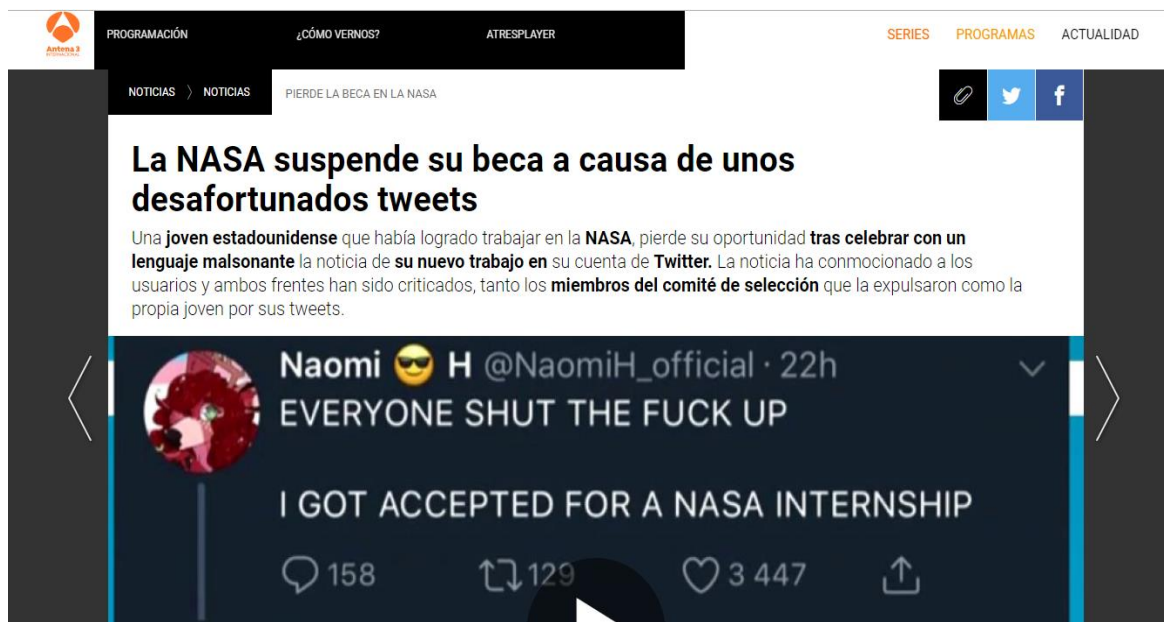 Antena 3
INTERNACIONAL
PROGRAMACIÓN ¿CÓMO VERNOS? ATRESPLAYER SERIES PROGRAMAS ACTUALIDAD
NOTICIAS > NOTICIAS PIERDE LA BECA EN LA NASA
La NASA suspende su beca a causa de unos
desafortunados tweets
Una joven estadounidense que había logrado trabajar en la NASA, pierde su oportunidad tras celebrar con un
lenguaje malsonante la noticia de su nuevo trabajo en su cuenta de Twitter. La noticia ha conmocionado a los
usuarios y ambos frentes han sido criticados, tanto los miembros del comité de selección que la expulsaron como la
propia joven por sus tweets.
Naomi 😎 H @NaomiH_official · 22h
EVERYONE SHUT THE FUCK UP
I GOT ACCEPTED FOR A NASA INTERNSHIP
158 129 3 447